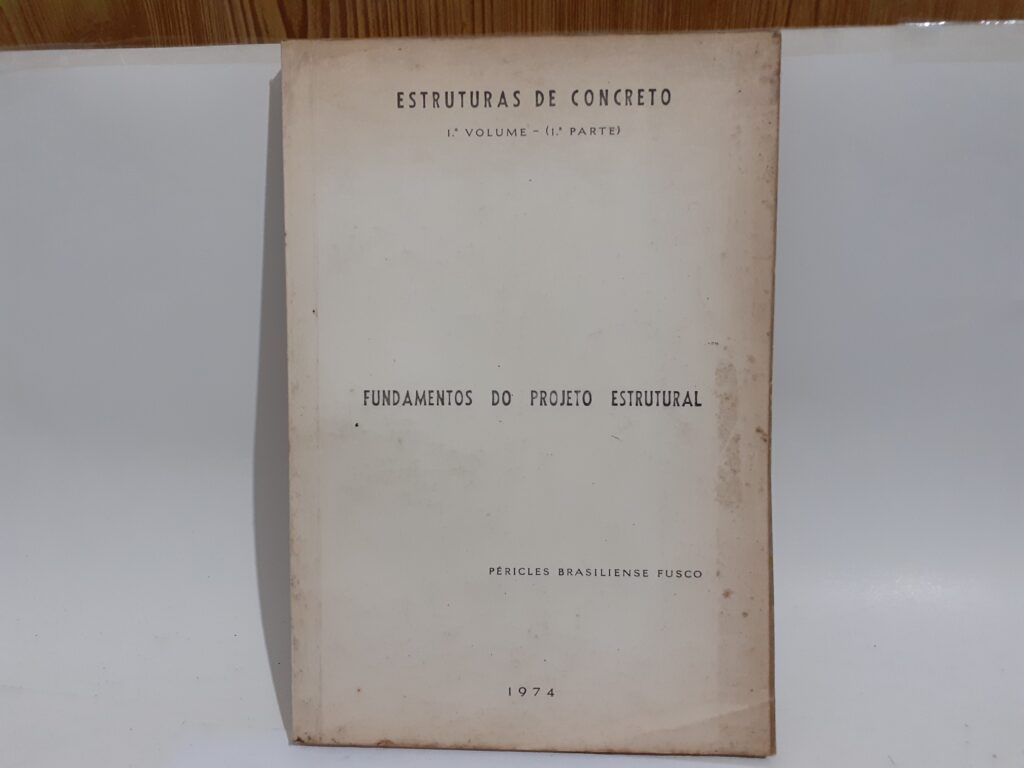 ESTRUTURAS DE CONCRETO
1.º VOLUME - (1.ª PARTE)
FUNDAMENTOS DO PROJETO ESTRUTURAL
PÉRICLES BRASILIENSE FUSCO
1974